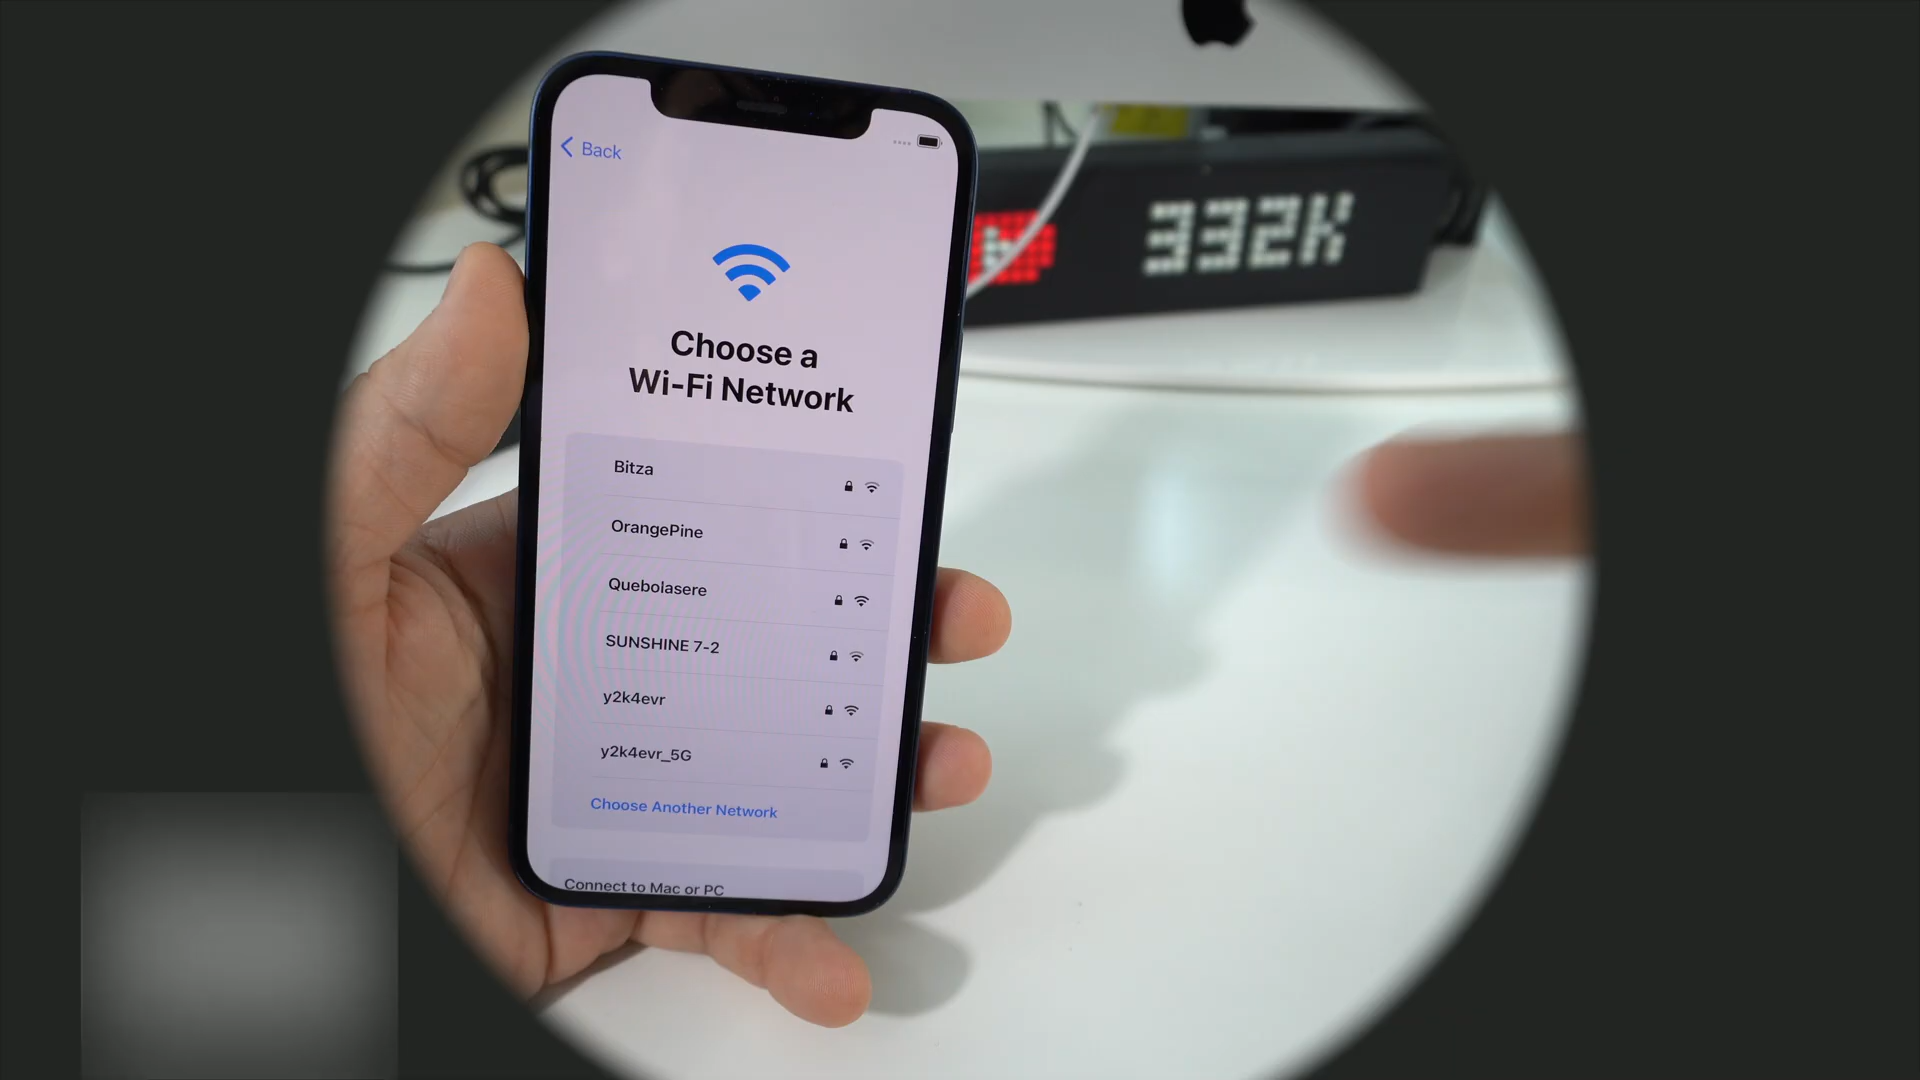 Back
332K
Choose a
Wi-Fi Network
Bitza
OrangePine
Quebolasere
SUNSHINE 7-2
y2k4evr
y2k4evr_5G
Choose Another Network
Connect to Mac or PC